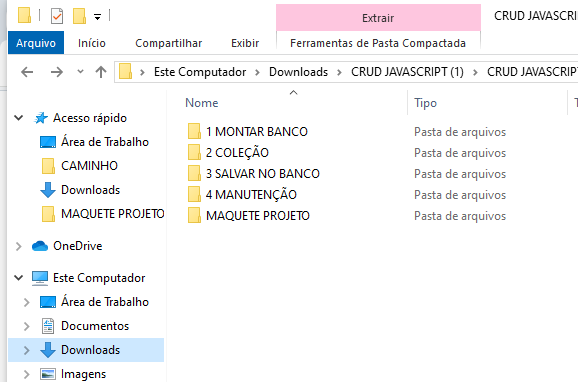 Extrair
CRUD JAVASCRIPT (1)
Arquivo Início Compartilhar Exibir Ferramentas de Pasta Compactada
Este Computador Downloads CRUD JAVASCRIPT (1) CRUD JAVASCRIPT
Nome Tipo
Acesso rápido
Área de Trabalho
CAMINHO
Downloads
MAQUETE PROJETO
OneDrive
Este Computador
Área de Trabalho
Documentos
Downloads
Imagens
1 MONTAR BANCO Pasta de arquivos
2 COLEÇÃO Pasta de arquivos
3 SALVAR NO BANCO Pasta de arquivos
4 MANUTENÇÃO Pasta de arquivos
MAQUETE PROJETO Pasta de arquivos